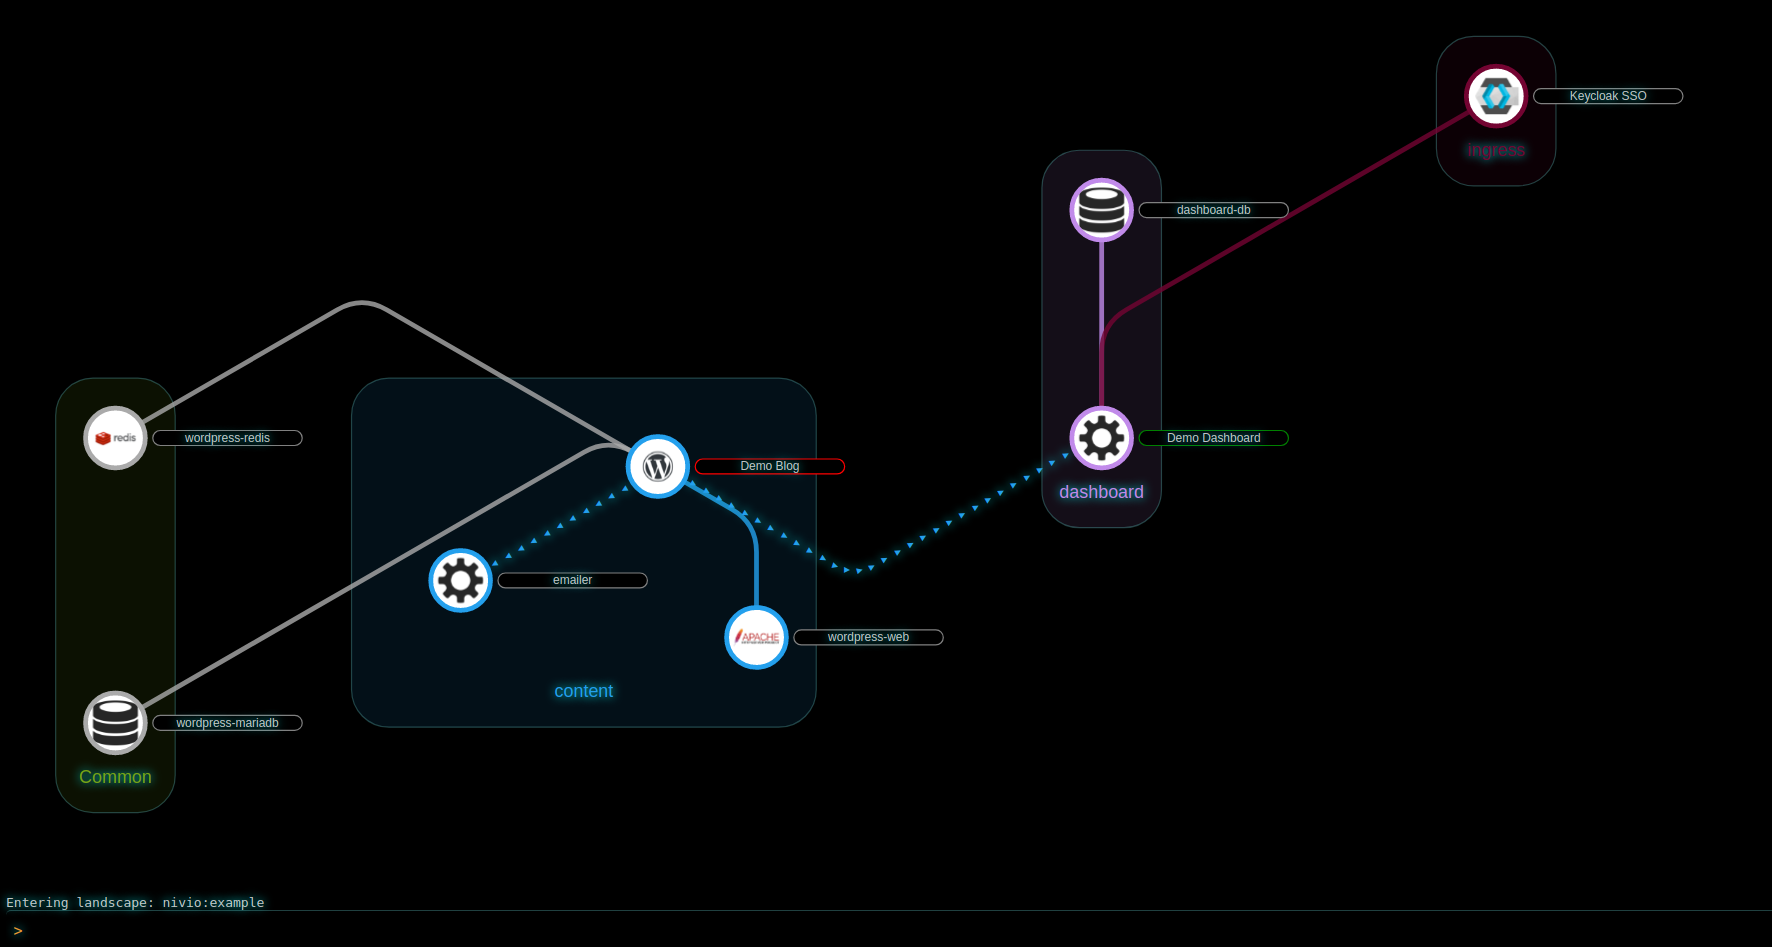 Keycloak SSO
ingress
dashboard-db
redis
wordpress-redis
Demo Dashboard
Demo Blog
dashboard
emailer
APACHE
wordpress-web
content
wordpress-mariadb
Common
Entering landscape: nivio:example
>